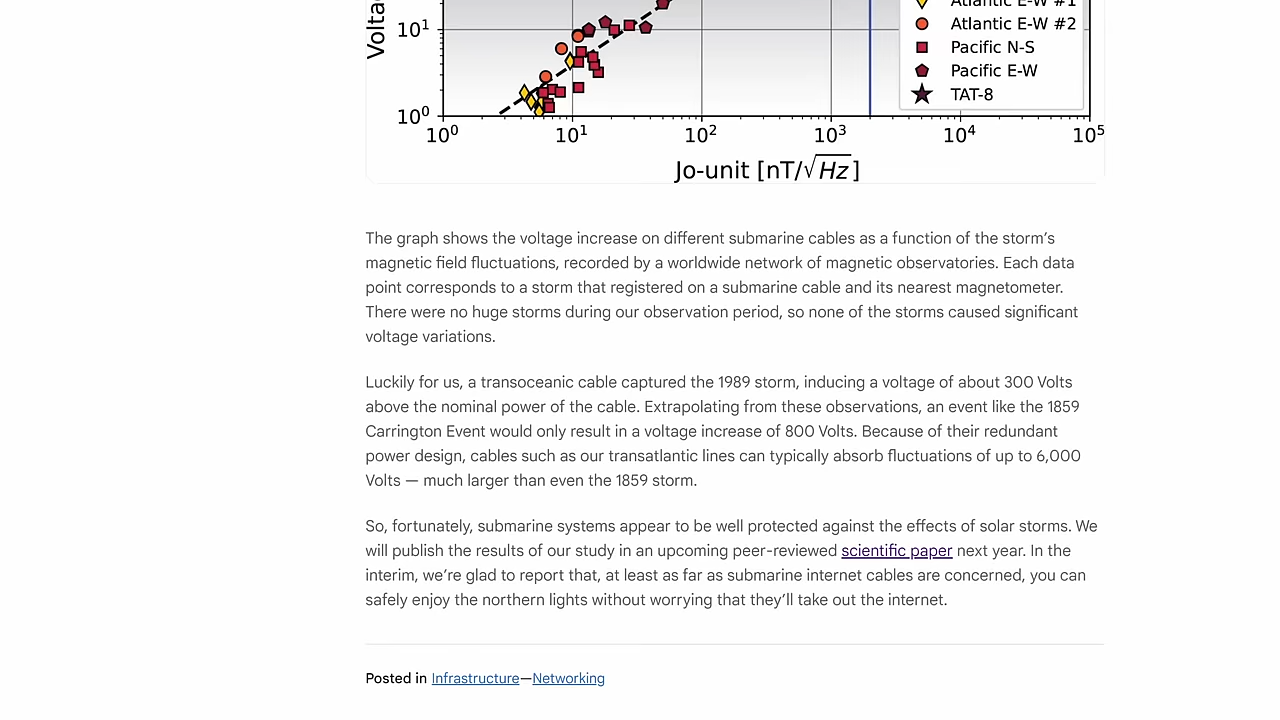 Voltag
Atlantic E-W #1
10¹
Atlantic E-W #2
Pacific N-S
Pacific E-W
TAT-8
10⁰
10⁰ 10¹ 10² 10³ 10⁴ 10⁵
Jo-unit [nT/√Hz]
The graph shows the voltage increase on different submarine cables as a function of the storm’s
magnetic field fluctuations, recorded by a worldwide network of magnetic observatories. Each data
point corresponds to a storm that registered on a submarine cable and its nearest magnetometer.
There were no huge storms during our observation period, so none of the storms caused significant
voltage variations.
Luckily for us, a transoceanic cable captured the 1989 storm, inducing a voltage of about 300 Volts
above the nominal power of the cable. Extrapolating from these observations, an event like the 1859
Carrington Event would only result in a voltage increase of 800 Volts. Because of their redundant
power design, cables such as our transatlantic lines can typically absorb fluctuations of up to 6,000
Volts — much larger than even the 1859 storm.
So, fortunately, submarine systems appear to be well protected against the effects of solar storms. We
will publish the results of our study in an upcoming peer-reviewed scientific paper next year. In the
interim, we’re glad to report that, at least as far as submarine internet cables are concerned, you can
safely enjoy the northern lights without worrying that they’ll take out the internet.
Posted in Infrastructure—Networking